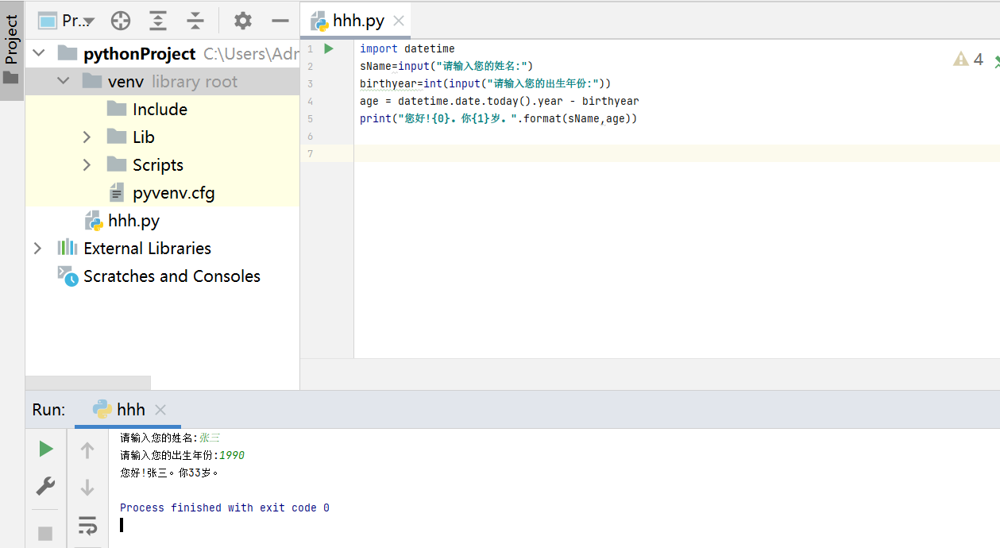 Project
Pr...
pythonProject C:\Users\Adr
venv library root
Include
Lib
Scripts
pyvenv.cfg
hhh.py
External Libraries
Scratches and Consoles
hhh.py
4
1 import datetime
2 sName=input("请输入您的姓名:")
3 birthyear=int(input("请输入您的出生年份:"))
4 age = datetime.date.today().year - birthyear
5 print("您好!{0}。你{1}岁。".format(sName,age))
6
7
Run: hhh
请输入您的姓名:张三
请输入您的出生年份:1990
您好!张三。你33岁。
Process finished with exit code 0